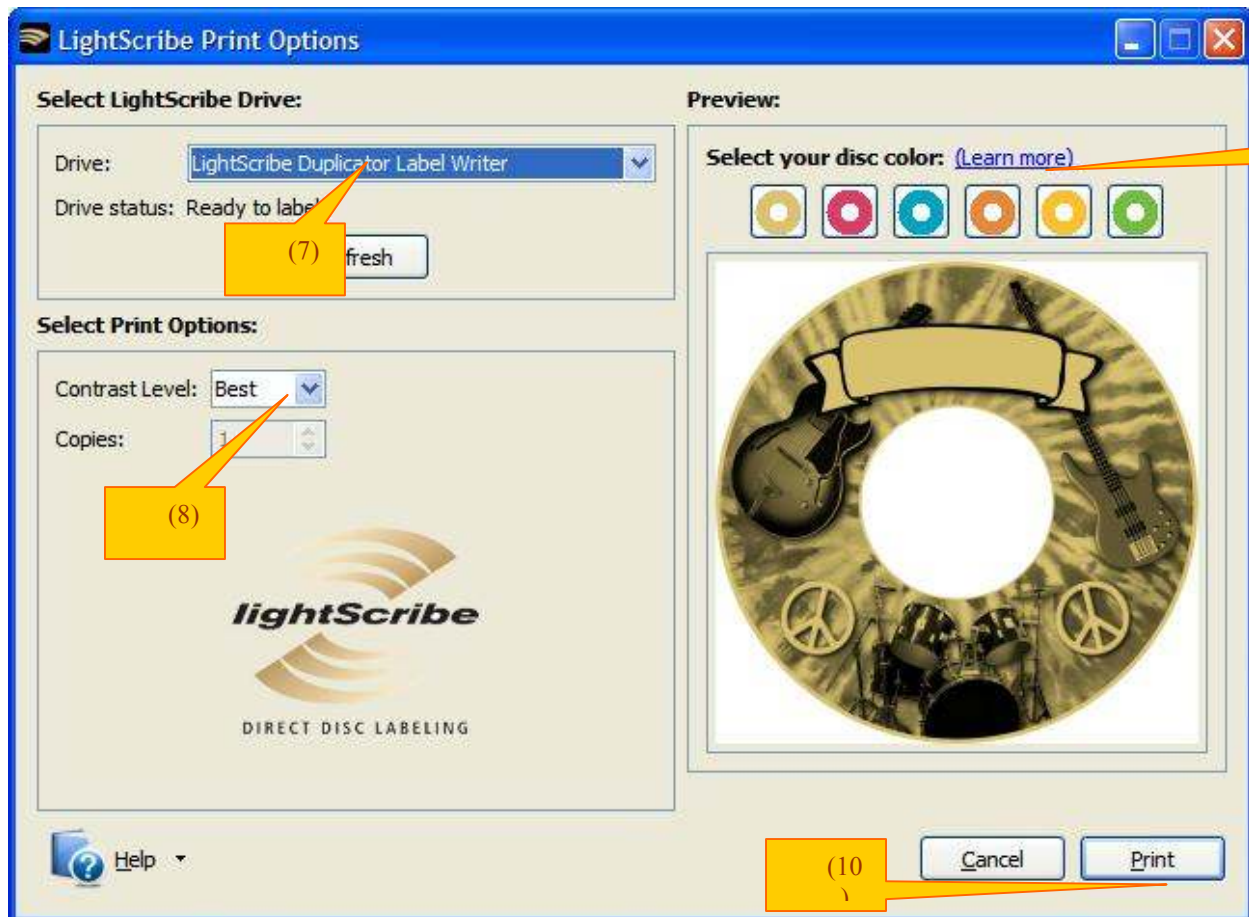 LightScribe Print Options
Select LightScribe Drive:
Drive: LightScribe Duplicator Label Writer
Drive status: Ready to label
(7)
fresh
Select Print Options:
Contrast Level: Best
Copies: 1
(8)
lightScribe
DIRECT DISC LABELING
Help
Preview:
Select your disc color: (Learn more)
(10
)
Cancel
Print